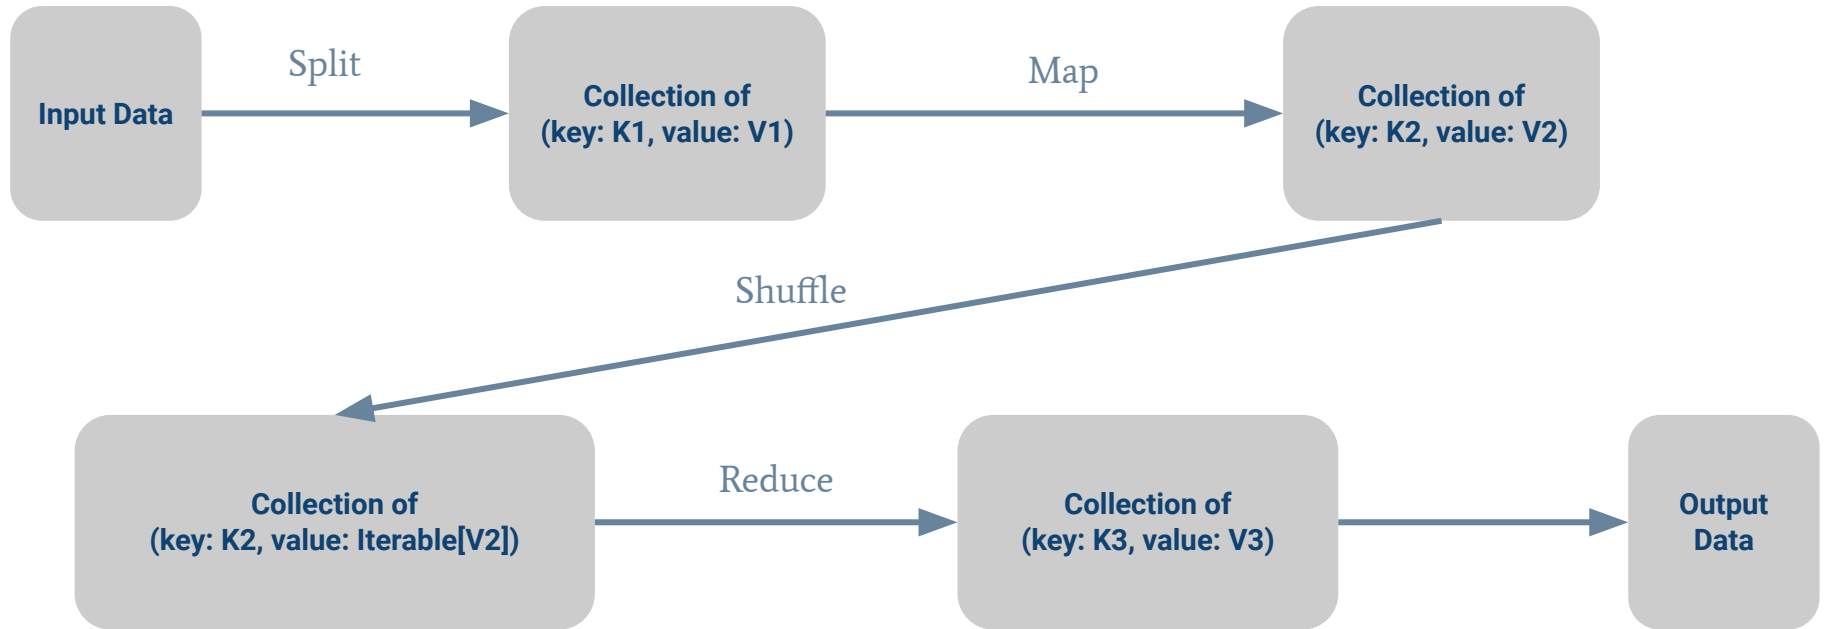 Split
Map
Input Data
Collection of
(key: K1, value: V1)
Collection of
(key: K2, value: V2)
Shuffle
Reduce
Collection of
(key: K2, value: Iterable[V2])
Collection of
(key: K3, value: V3)
Output
Data